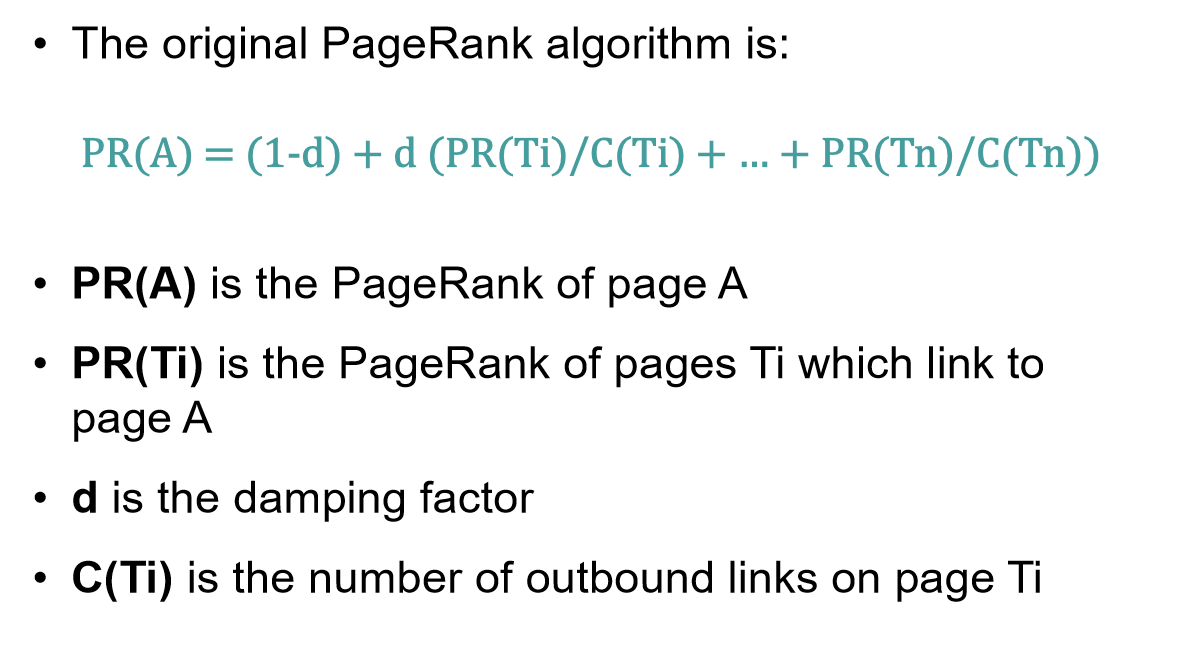 • The original PageRank algorithm is:
PR(A) = (1-d) + d (PR(Ti)/C(Ti) + ... + PR(Tn)/C(Tn))
• PR(A) is the PageRank of page A
• PR(Ti) is the PageRank of pages Ti which link to
page A
• d is the damping factor
• C(Ti) is the number of outbound links on page Ti